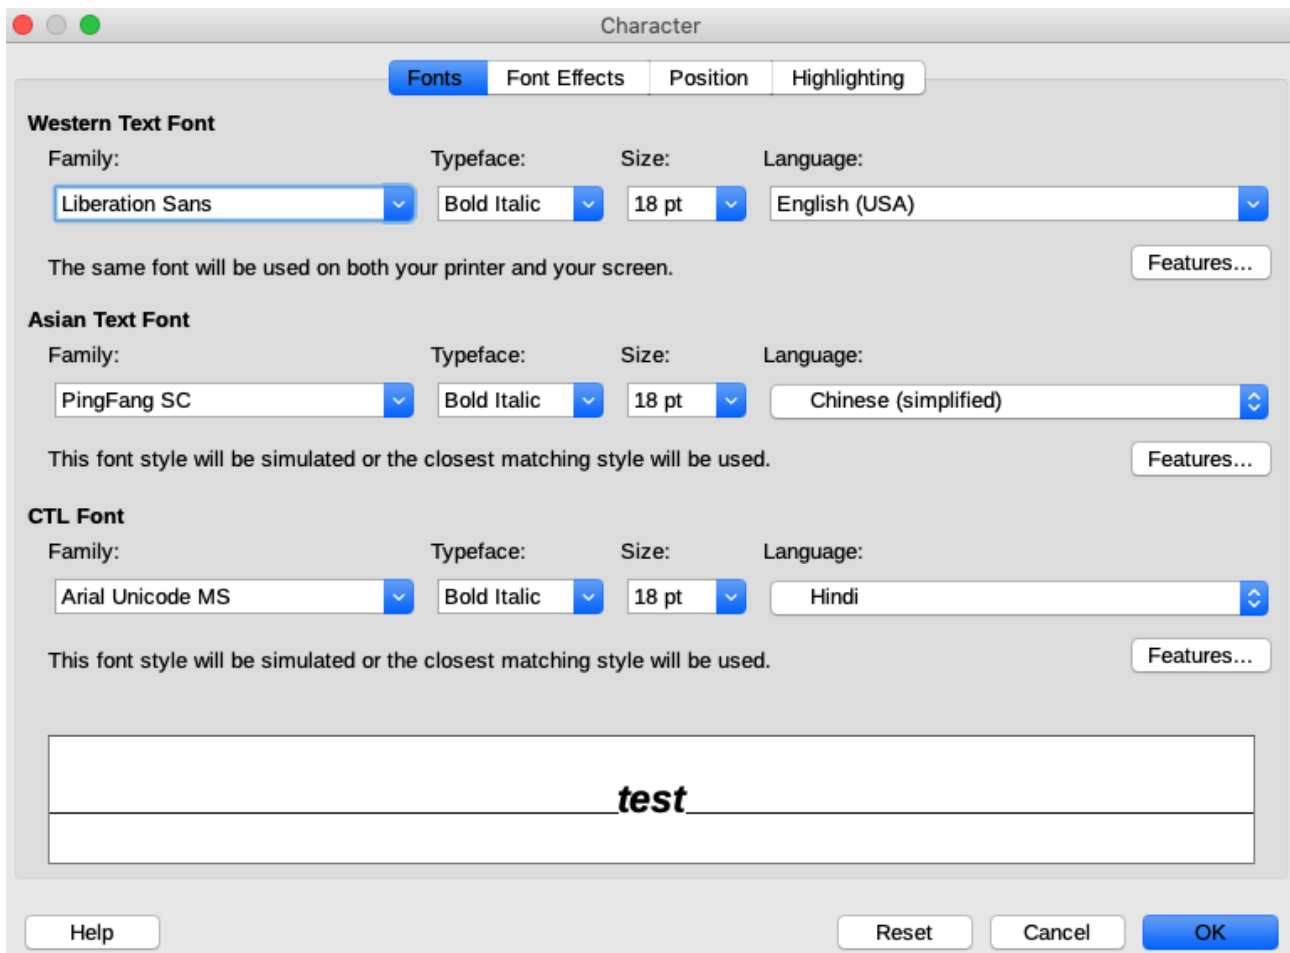 Character
Fonts Font Effects Position Highlighting
Western Text Font
Family: Typeface: Size: Language:
Liberation Sans Bold Italic 18 pt English (USA)
The same font will be used on both your printer and your screen. Features...
Asian Text Font
Family: Typeface: Size: Language:
PingFang SC Bold Italic 18 pt Chinese (simplified)
This font style will be simulated or the closest matching style will be used. Features...
CTL Font
Family: Typeface: Size: Language:
Arial Unicode MS Bold Italic 18 pt Hindi
This font style will be simulated or the closest matching style will be used. Features...
test
Help Reset Cancel OK